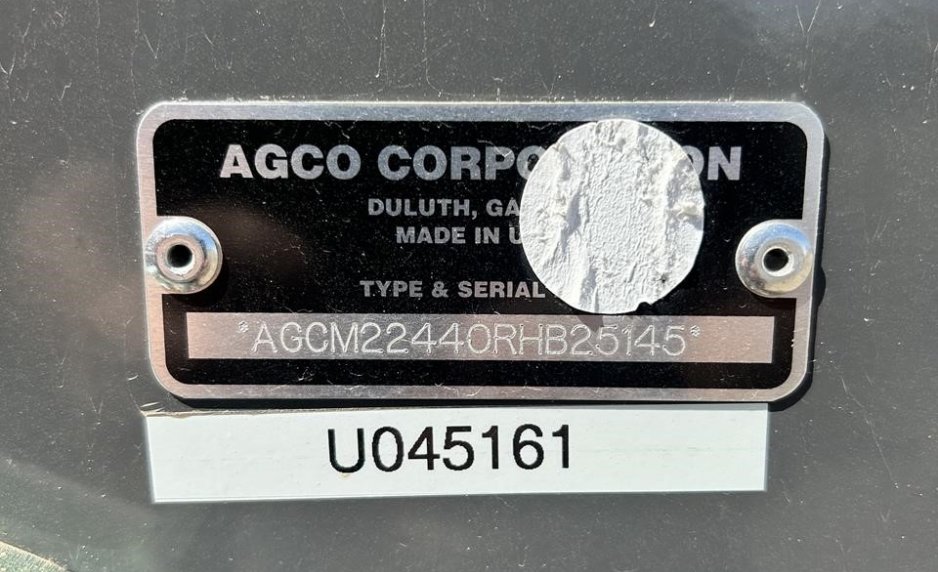 AGCO CORPO ON
DULUTH, GA
MADE IN U
TYPE & SERIAL
*AGCM22440RHB25145*
U045161